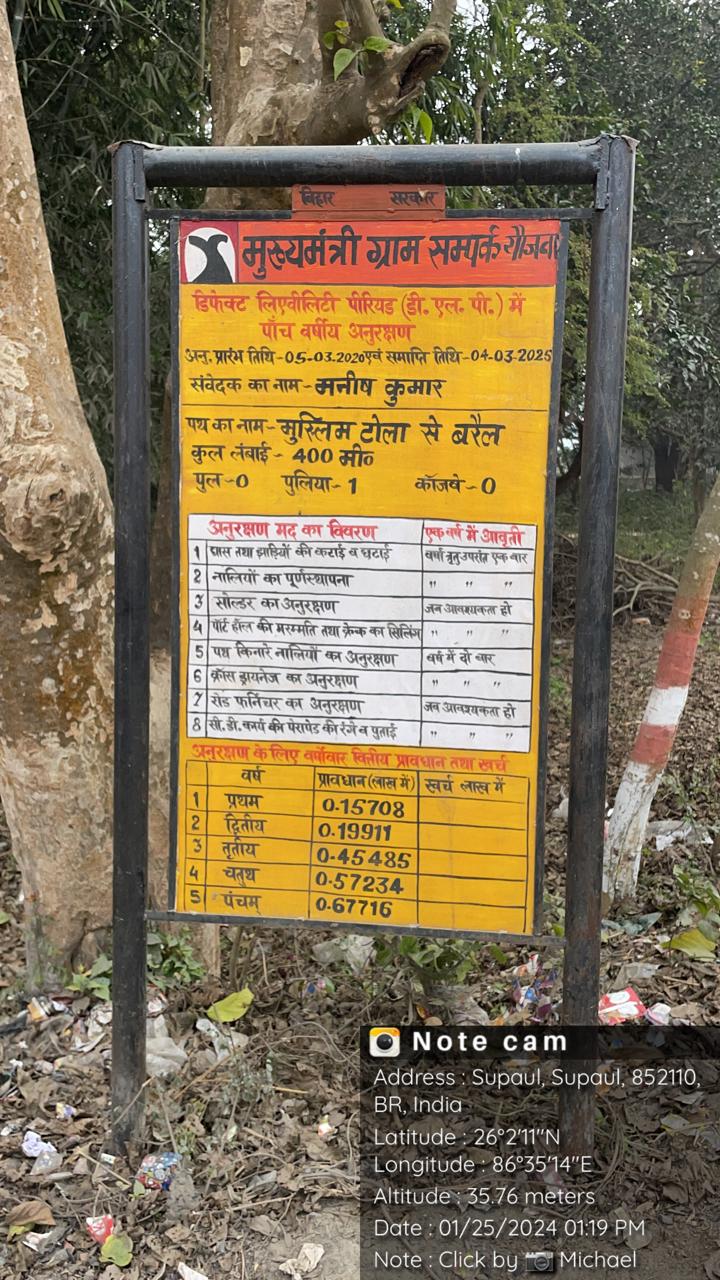 बिहार सरकार
मुख्यमंत्री ग्राम सम्पर्क योजना
डिफेक्ट लिएवीलिटी पीरियड (डी. एल. पी.) में
पाँच वर्षीय अनुरक्षण
अनु. प्रारंभ तिथि-05-03-2020 एवं समाप्ति तिथि-04-03-2025
संवेदक का नाम- मनीष कुमार
पथ का नाम- मुस्लिम टोला से बरैल
कुल लंबाई- 400 मी०
पुल-0 पुलिया-1 कॉजवे-0
अनुरक्षण मद का विवरण एक वर्ष में आवृती
1 घास तथा झाड़ियों की कटाई व छटाई वर्षा ऋतु उपरांत एक बार
2 नालियों का पूर्णस्थापना " " "
3 सोल्डर का अनुरक्षण जब आवश्यकता हो
4 पॉट हॉल की मरम्मति तथा क्रेक का सिलिंग " " "
5 पथ किनारे नालियों का अनुरक्षण वर्ष में दो बार
6 क्रॉस ड्रायनेज का अनुरक्षण " " "
7 रोड फर्निचर का अनुरक्षण जब आवश्यकता हो
8 सी. डी. कार्य की पेरापेड की रंगे व पुताई " " "
अनुरक्षण के लिए वर्षोवार वित्तीय प्रावधान तथा खर्च
वर्ष प्रावधान (लाख में) खर्च लाख में
1 प्रथम 0.15708
2 द्वितीय 0.19911
3 तृतीय 0.45485
4 चतुथ 0.57234
5 पंचम् 0.67716
Note cam
Address : Supaul, Supaul, 852110,
BR, India
Latitude : 26°2'11"N
Longitude : 86°35'14"E
Altitude : 35.76 meters
Date : 01/25/2024 01:19 PM
Note : Click by 📷 Michael